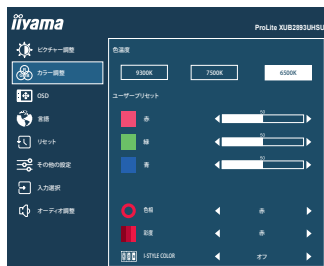 iiyama
ProLite XUB2893UHSU
ピクチャー調整
カラー調整
OSD
言語
リセット
その他の設定
入力選択
オーディオ調整
色温度
9300K 7500K 6500K
ユーザープリセット
赤 50
緑 50
青
色相 赤
彩度 赤
i-STYLE COLOR オフ